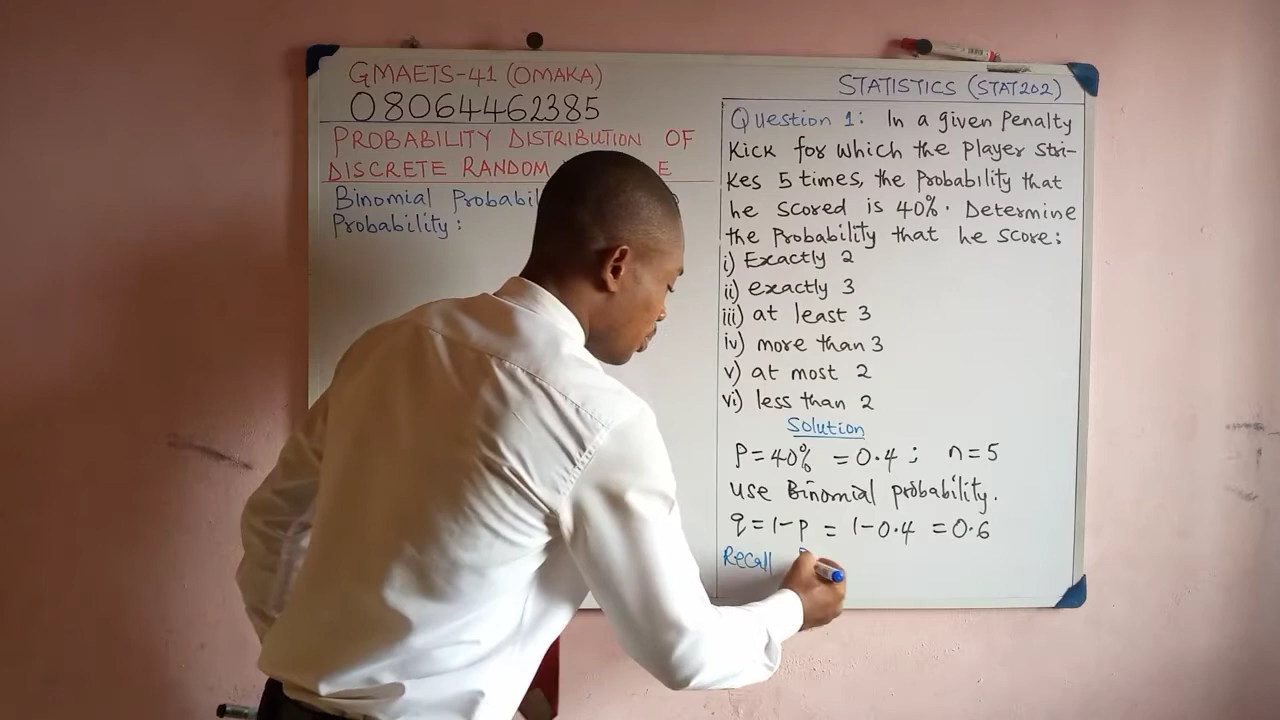 GMAETS-41 (OMAKA)
08064462385
PROBABILITY DISTRIBUTION OF
DISCRETE RANDOM
Binomial
Probability:
STATISTICS (STAT202)
Question 1: In a given Penalty
Kick for which the player stri-
kes 5 times, the Probability that
he scored is 40%. Determine
the Probability that he score:
i) Exactly 2
ii) exactly 3
iii) at least 3
iv) more than 3
v) at most 2
vi) less than 2
Solution
P=40% =0.4; n=5
Use Binomial probability.
q=1-p = 1-0.4 =0.6
Recall